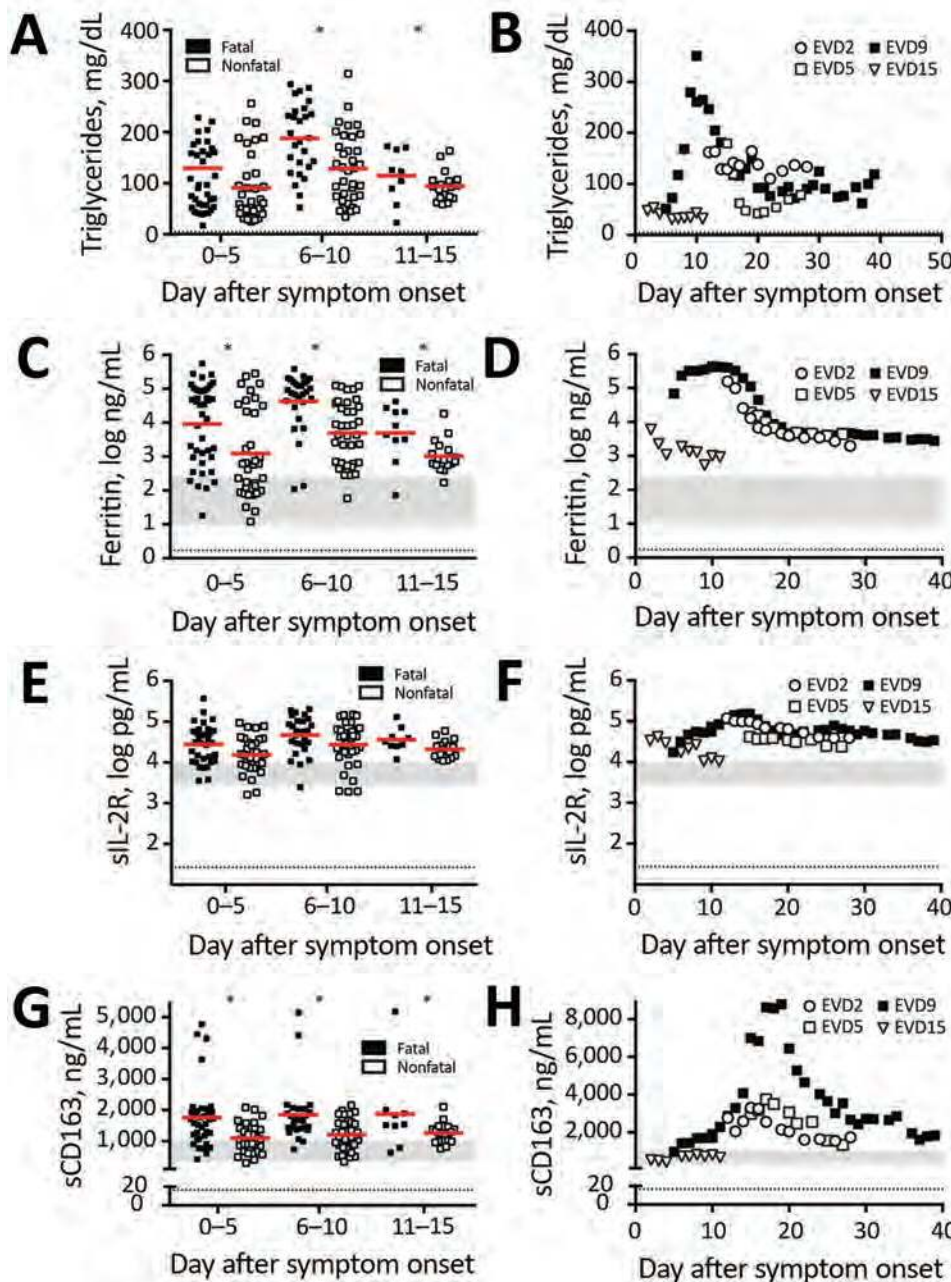 A
* *
Triglycerides, mg/dL
400
300
200
100
0
Fatal
Nonfatal
0–5 6–10 11–15
Day after symptom onset
B
Triglycerides, mg/dL
400
300
200
100
0
EVD2 EVD9
EVD5 EVD15
0 10 20 30 40 50
Day after symptom onset
C
* * *
Ferritin, log ng/mL
6
5
4
3
2
1
0
Fatal
Nonfatal
0–5 6–10 11–15
Day after symptom onset
D
Ferritin, log ng/mL
6
5
4
3
2
1
0
EVD2 EVD9
EVD5 EVD15
0 10 20 30 40
Day after symptom onset
E
sIL-2R, log pg/mL
6
5
4
3
2
Fatal
Nonfatal
0–5 6–10 11–15
Day after symptom onset
F
sIL-2R, log pg/mL
6
5
4
3
2
EVD2 EVD9
EVD5 EVD15
0 10 20 30 40
Day after symptom onset
G
* * *
sCD163, ng/mL
5,000
4,000
3,000
2,000
1,000
20
0
Fatal
Nonfatal
0–5 6–10 11–15
Day after symptom onset
H
sCD163, ng/mL
8,000
6,000
4,000
2,000
20
0
EVD2 EVD9
EVD5 EVD15
0 10 20 30 40
Day after symptom onset